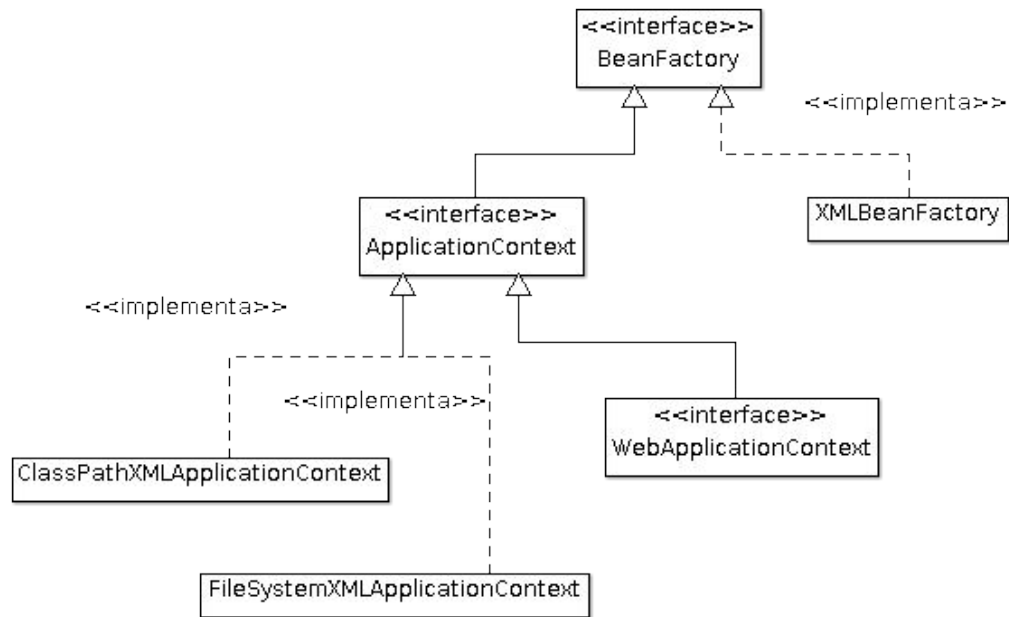 <<interface>>
BeanFactory
<<implementa>>
XMLBeanFactory
<<interface>>
ApplicationContext
<<implementa>>
<<implementa>>
<<interface>>
WebApplicationContext
ClassPathXMLApplicationContext
FileSystemXMLApplicationContext